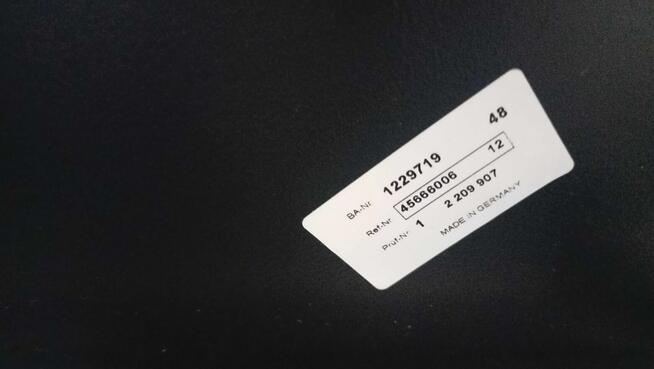 BA-Nr 1229719 48
Ref-Nr 45666006 12
Prüf-Nr 1 2 209 907
MADE IN GERMANY